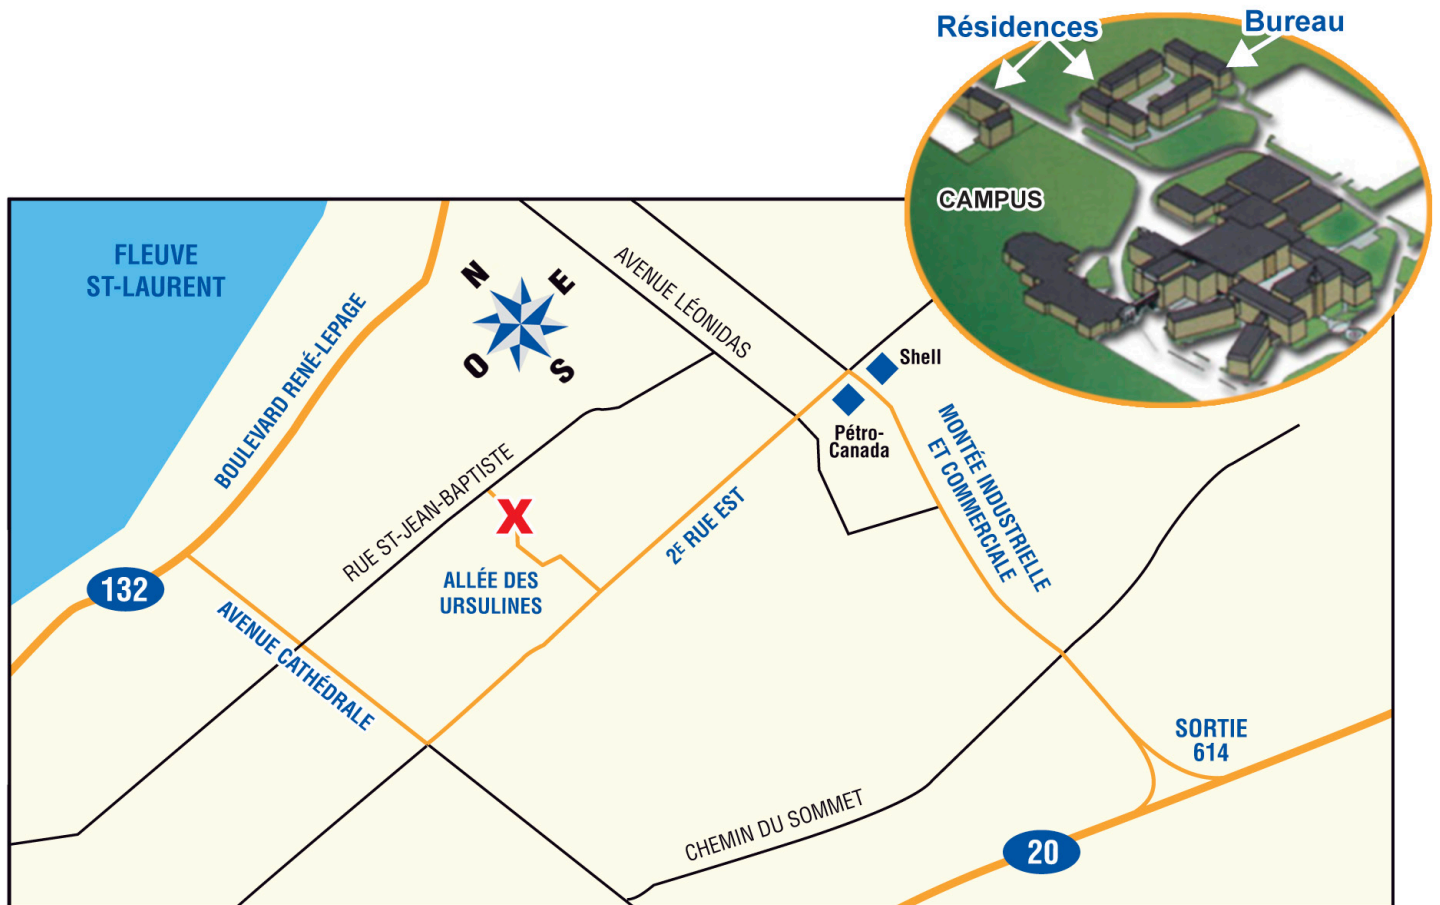 Résidences
Bureau
CAMPUS
FLEUVE
ST-LAURENT
BOULEVARD RENÉ-LEPAGE
N
E
O
S
AVENUE LÉONIDAS
Shell
Pétro-
Canada
MONTÉE INDUSTRIELLE
ET COMMERCIALE
RUE ST-JEAN-BAPTISTE
X
2E RUE EST
ALLÉE DES
URSULINES
132
AVENUE CATHÉDRALE
SORTIE
614
CHEMIN DU SOMMET
20